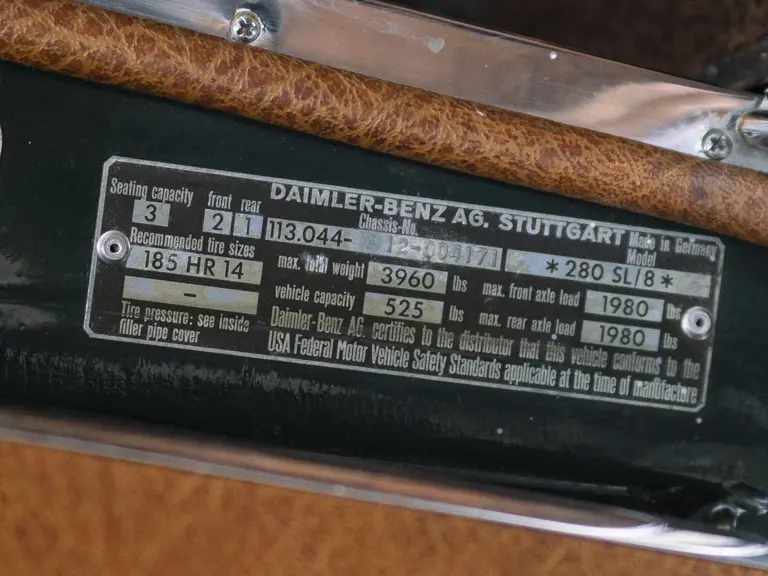 DAIMLER-BENZ AG. STUTTGART Made in Germany
Seating capacity front rear Chassis-No. Model
3 2 1 113.044- 12-004171 *280 SL/8*
Recommended tire sizes
185 HR 14
max. total weight 3960 lbs max. front axle load 1980 lbs
-
vehicle capacity 525 lbs max. rear axle load 1980 lbs
Tire pressure: see inside
filler pipe cover
Daimler-Benz AG. certifies to the distributor that this vehicle conforms to the
USA Federal Motor Vehicle Safety Standards applicable at the time of manufacture